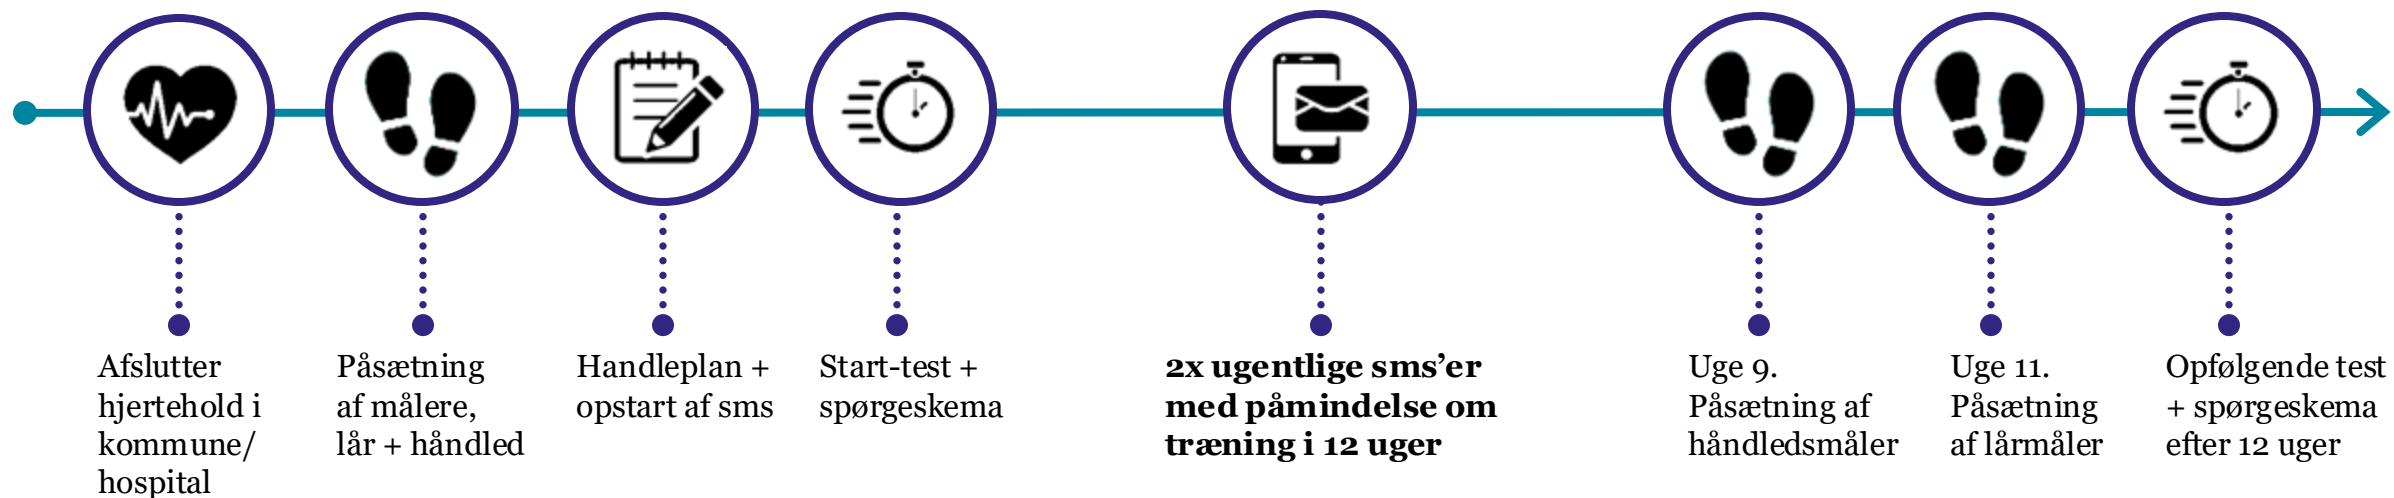 Afslutter
hjertehold i
kommune/
hospital
Påsætning
af målere,
lår + håndled
Handleplan +
opstart af sms
Start-test +
spørgeskema
2x ugentlige sms’er
med påmindelse om
træning i 12 uger
Uge 9.
Påsætning af
håndledsmåler
Uge 11.
Påsætning
af lårmåler
Opfølgende test
+ spørgeskema
efter 12 uger